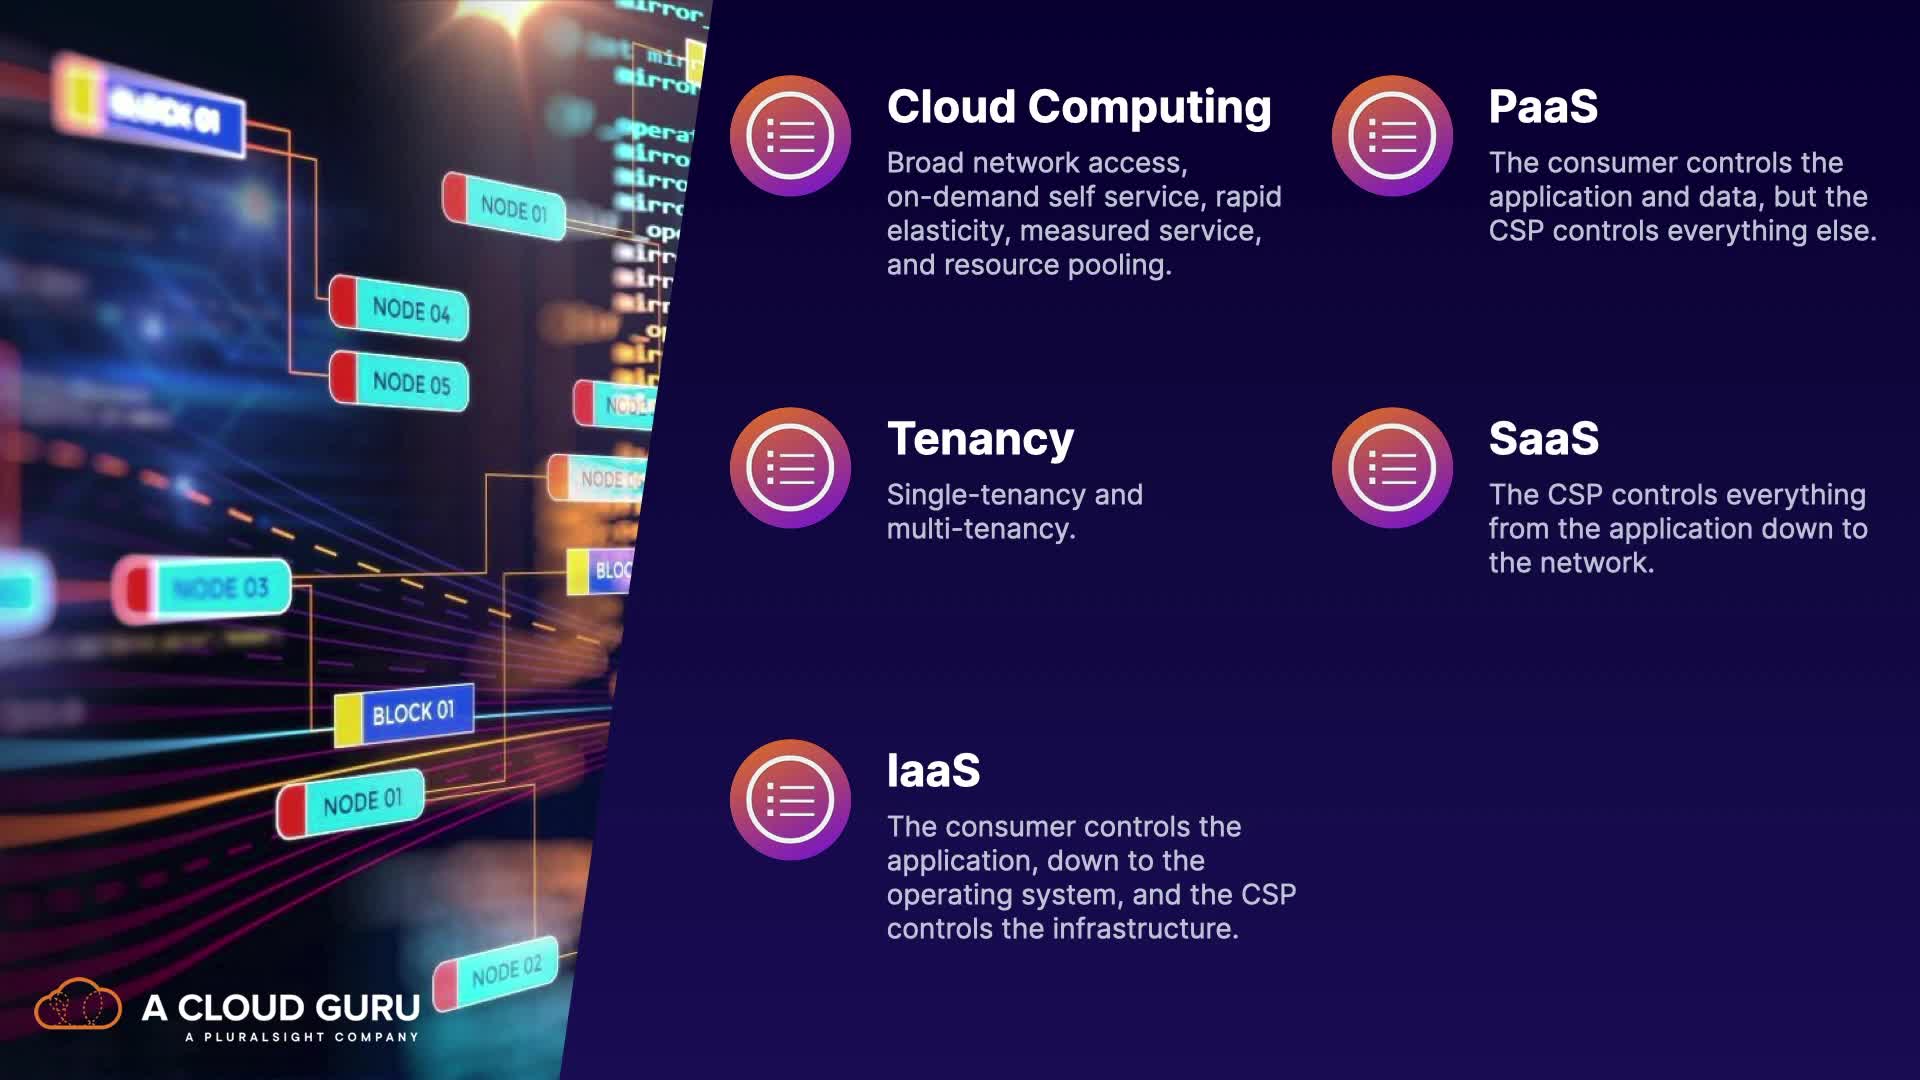 BLOCK 01
NODE 01
NODE 04
NODE 05
NODE 03
BLOCK 01
NODE 01
NODE 02
A CLOUD GURU
A PLURALSIGHT COMPANY
Cloud Computing
Broad network access,
on-demand self service, rapid
elasticity, measured service,
and resource pooling.
Tenancy
Single-tenancy and
multi-tenancy.
IaaS
The consumer controls the
application, down to the
operating system, and the CSP
controls the infrastructure.
PaaS
The consumer controls the
application and data, but the
CSP controls everything else.
SaaS
The CSP controls everything
from the application down to
the network.